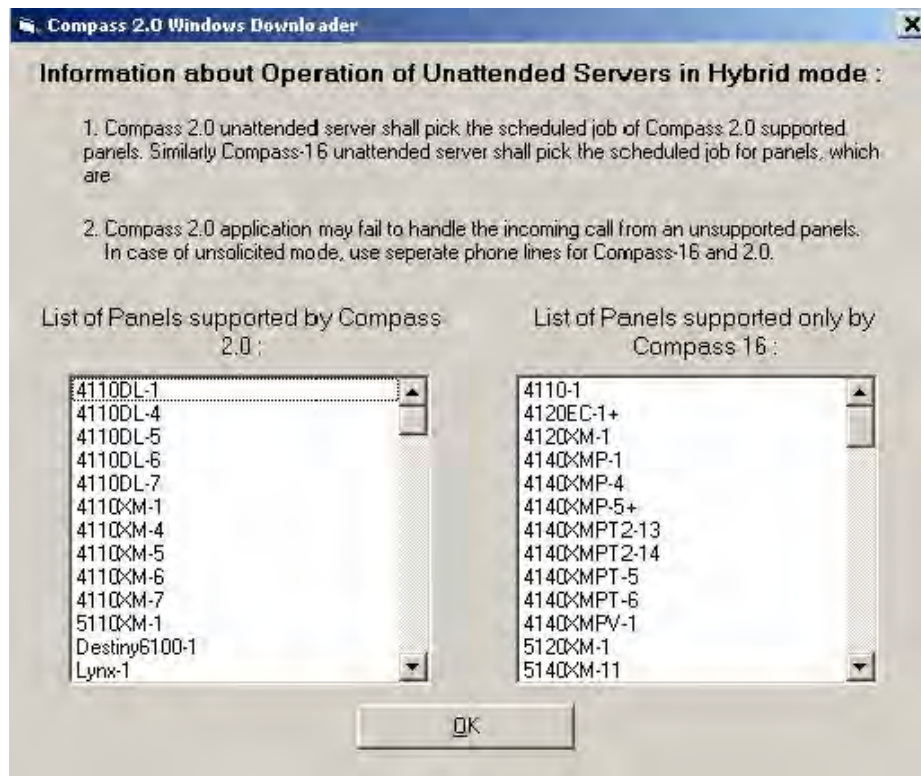 Compass 2.0 Windows Downloader
Information about Operation of Unattended Servers in Hybrid mode :
1. Compass 2.0 unattended server shall pick the scheduled job of Compass 2.0 supported
panels. Similarly Compass-16 unattended server shall pick the scheduled job for panels, which
are
2. Compass 2.0 application may fail to handle the incoming call from an unsupported panels.
In case of unsolicited mode, use seperate phone lines for Compass-16 and 2.0.
List of Panels supported by Compass
2.0 :
4110DL-1
4110DL-4
4110DL-5
4110DL-6
4110DL-7
4110XM-1
4110XM-4
4110XM-5
4110XM-6
4110XM-7
5110XM-1
Destiny6100-1
Lynx-1
List of Panels supported only by
Compass 16 :
4110-1
4120EC-1+
4120XM-1
4140XMP-1
4140XMP-4
4140XMP-5+
4140XMPT2-13
4140XMPT2-14
4140XMPT-5
4140XMPT-6
4140XMPV-1
5120XM-1
5140XM-11
OK